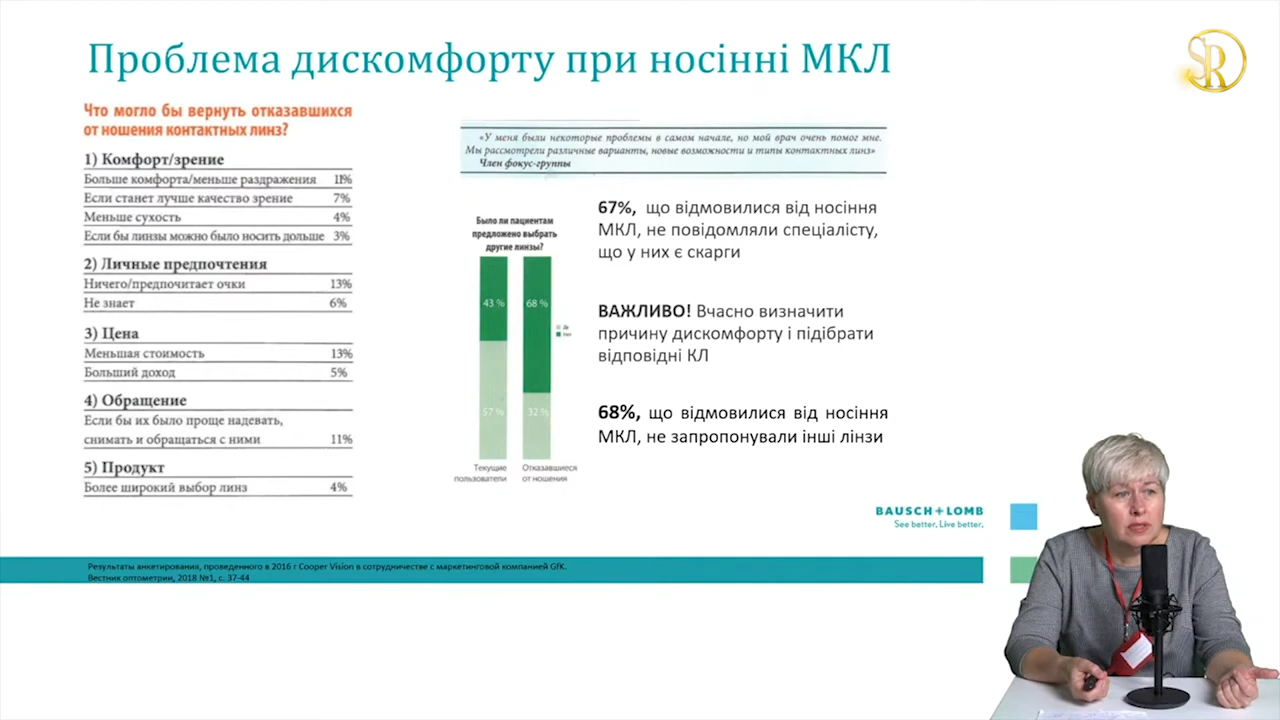 Проблема дискомфорту при носінні МКЛ
SR
Что могло бы вернуть отказавшихся
от ношения контактных линз?
1) Комфорт/зрение
Больше комфорта/меньше раздражения 11%
Если станет лучше качество зрение 7%
Меньше сухость 4%
Если бы линзы можно было носить дольше 3%
2) Личные предпочтения
Ничего/предпочитает очки 13%
Не знает 6%
3) Цена
Меньшая стоимость 13%
Больший доход 5%
4) Обращение
Если бы их было проще надевать,
снимать и обращаться с ними 11%
5) Продукт
Более широкий выбор линз 4%
«У меня были некоторые проблемы в самом начале, но мой врач очень помог мне.
Мы рассмотрели различные варианты, новые возможности и типы контактных линз»
Член фокус-группы
Было ли пациентам
предложено выбрать
другие линзы?
43 % 68 %
57 % 32 %
Текущие
пользователи
Отказавшиеся
от ношения
67%, що відмовилися від носіння
МКЛ, не повідомляли спеціалісту,
що у них є скарги
ВАЖЛИВО! Вчасно визначити
причину дискомфорту і підібрати
відповідні КЛ
68%, що відмовилися від носіння
МКЛ, не запропонували інші лінзи
BAUSCH+LOMB
See better. Live better.
Результаты анкетирования, проведенного в 2016 г Cooper Vision в сотрудничестве с маркетинговой компанией GfK.
Вестник оптометрии, 2018 №1, с. 37-44